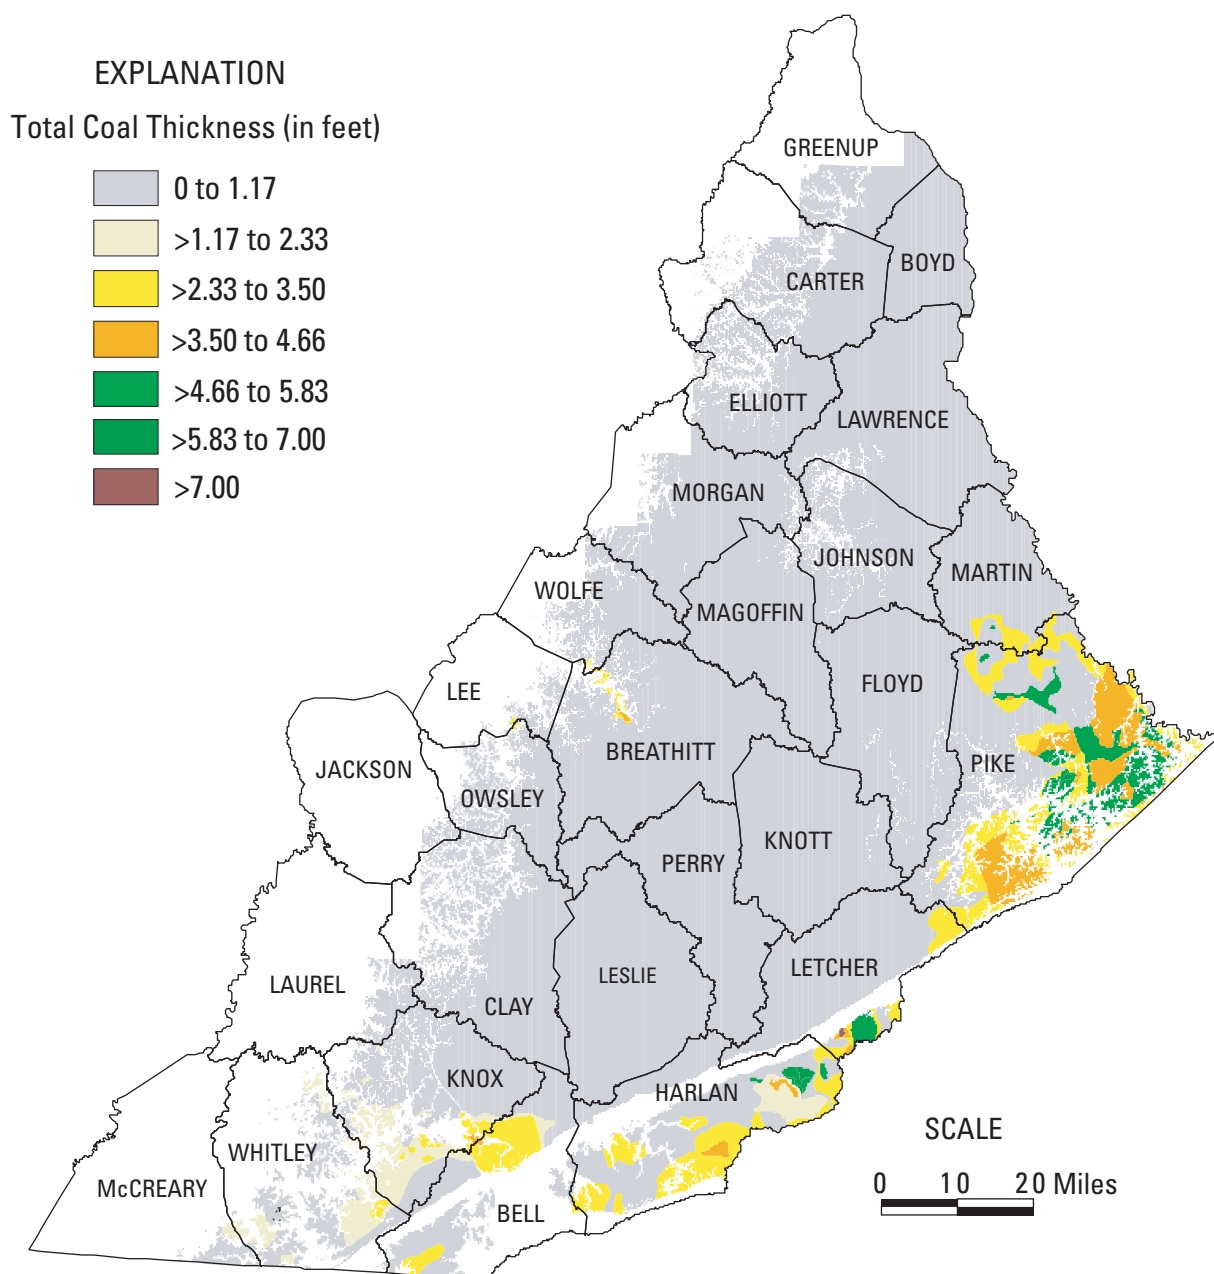 EXPLANATION
Total Coal Thickness (in feet)
0 to 1.17
>1.17 to 2.33
>2.33 to 3.50
>3.50 to 4.66
>4.66 to 5.83
>5.83 to 7.00
>7.00
GREENUP
BOYD
CARTER
ELLIOTT
LAWRENCE
MORGAN
JOHNSON
MARTIN
WOLFE
MAGOFFIN
LEE
FLOYD
BREATHITT
PIKE
JACKSON
OWSLEY
KNOTT
PERRY
LETCHER
LESLIE
LAUREL
CLAY
KNOX
HARLAN
WHITLEY
McCREARY
BELL
SCALE
0 10 20 Miles